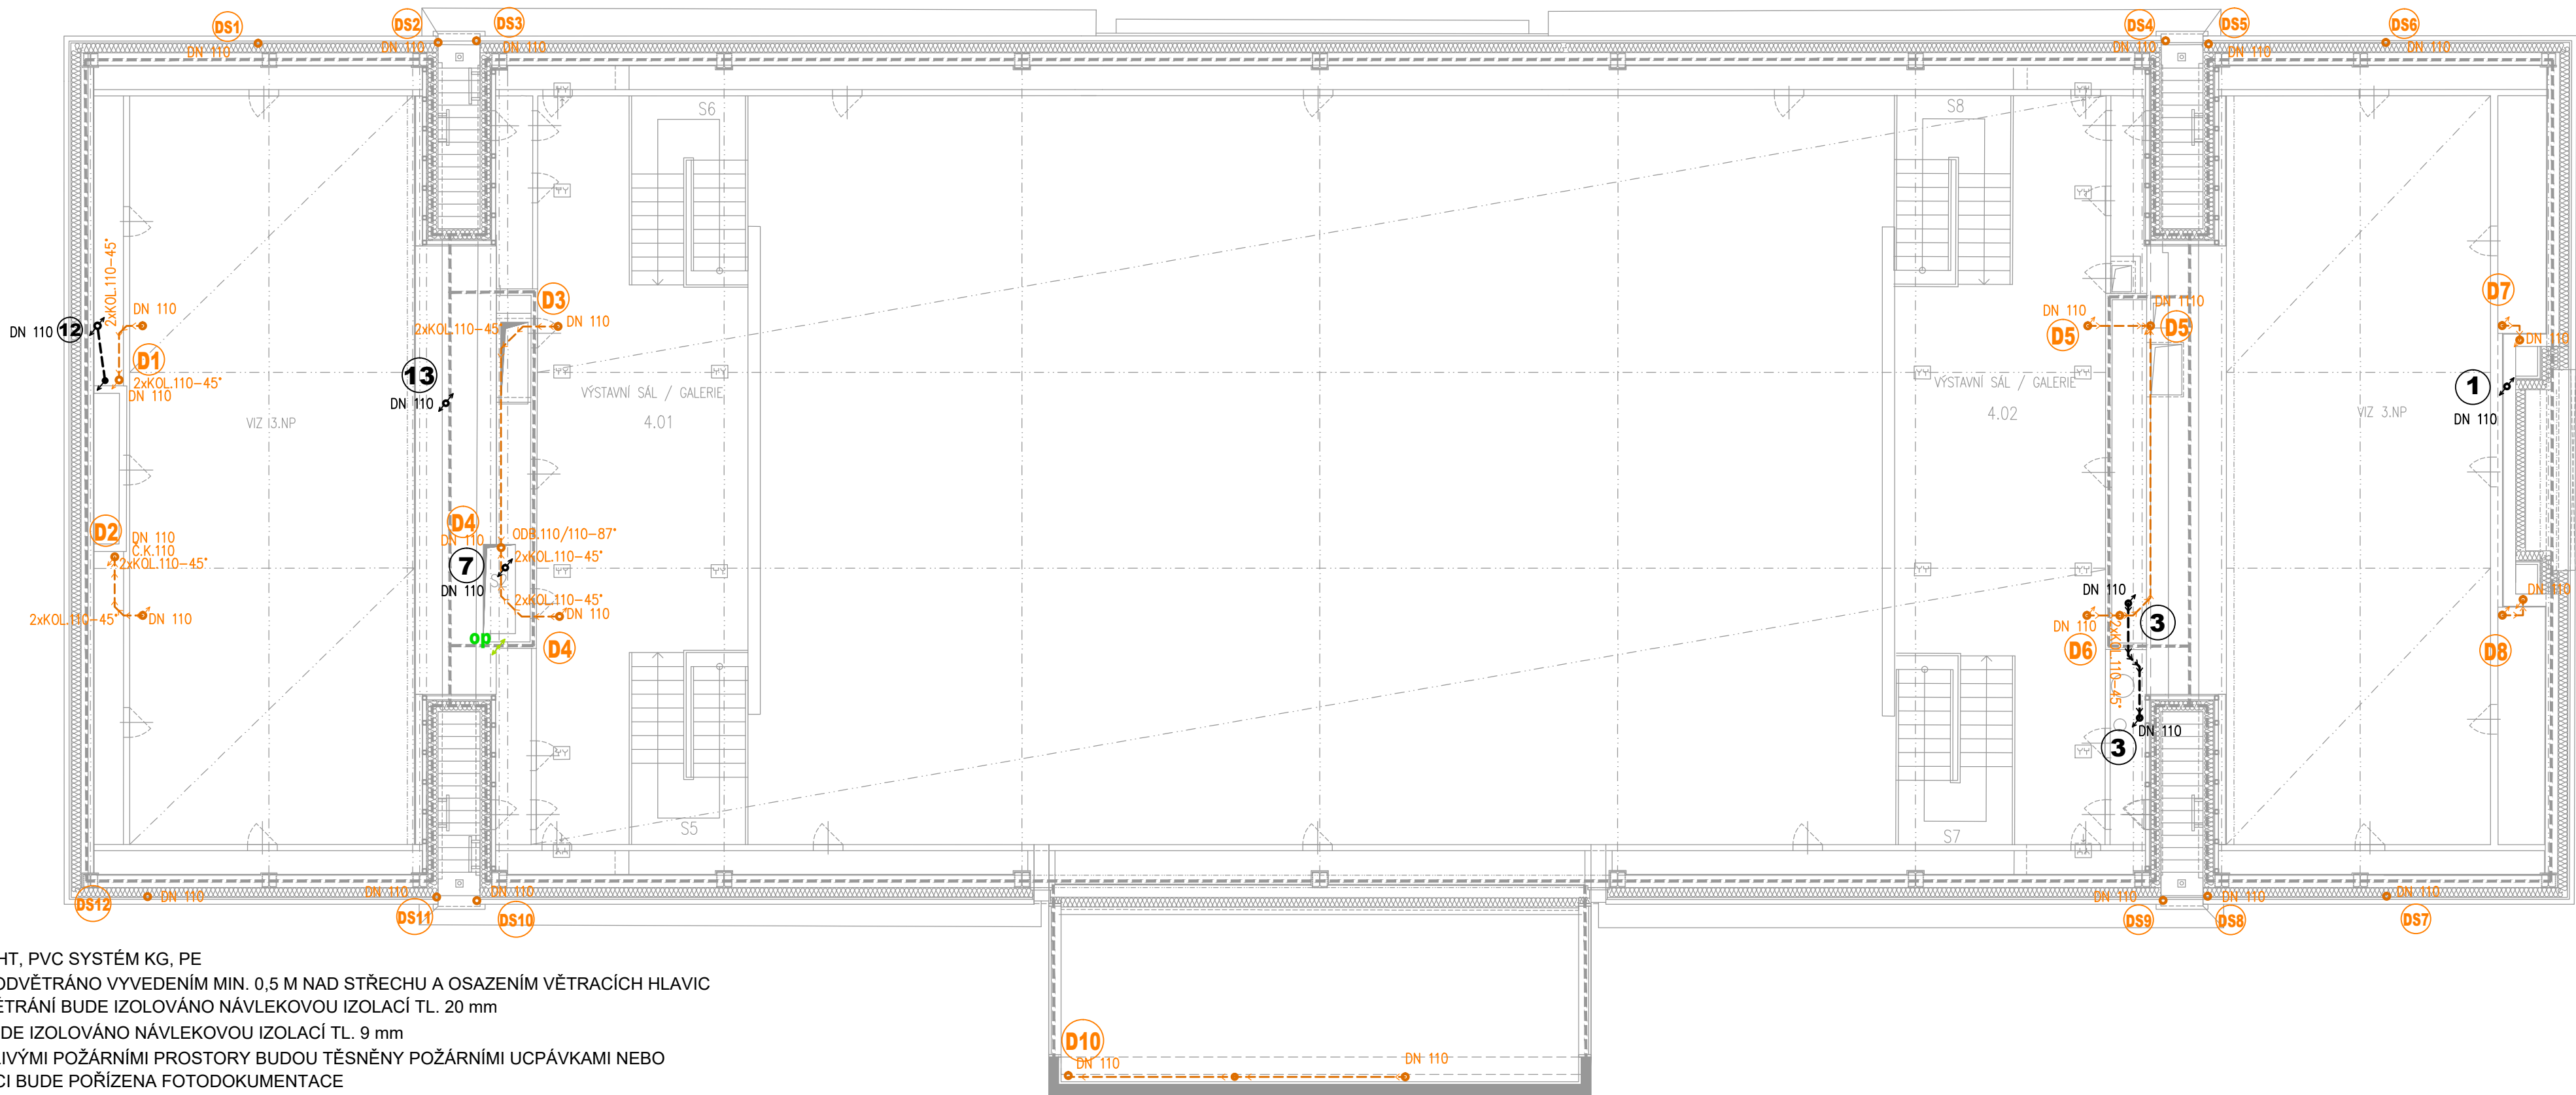 DS1
DS2
DS3
DS4
DS5
DS6
DN 110
DN 110
DN 110
DN 110
DN 110
DN 110
S6
S8
2xKOL.110-45°
DN 110
DN 110
12
D1
2xKOL.110-45°
DN 110
D3
2xKOL.110-45°
DN 110
13
DN 110
VÝSTAVNÍ SÁL / GALERIE
4.01
VIZ 3.NP
DN 110
D5
DN 110
D5
VÝSTAVNÍ SÁL / GALERIE
4.02
VIZ 3.NP
D7
DN 110
1
DN 110
D2
DN 110
Č.K.110
2xKOL.110-45°
2xKOL.110-45°
DN 110
D4
DN 110
ODB.110/110-87°
2xKOL.110-45°
7
S2
DN 110
2xKOL.110-45°
DN 110
op
D4
DN 110
3
DN 110
D6
2xKOL.110-45°
DN 110
3
DN 110
D8
S5
S7
DS12
DN 110
DN 110
DS11
DN 110
DS10
DN 110
DS9
DN 110
DS8
DN 110
DS7
D10
DN 110
DN 110
HT, PVC SYSTÉM KG, PE
ODVĚTRÁNO VYVEDENÍM MIN. 0,5 M NAD STŘECHU A OSAZENÍM VĚTRACÍCH HLAVIC
ĚTRÁNÍ BUDE IZOLOVÁNO NÁVLEKOVOU IZOLACÍ TL. 20 mm
DE IZOLOVÁNO NÁVLEKOVOU IZOLACÍ TL. 9 mm
LIVÝMI POŽÁRNÍMI PROSTORY BUDOU TĚSNĚNY POŽÁRNÍMI UCPÁVKAMI NEBO
CI BUDE POŘÍZENA FOTODOKUMENTACE